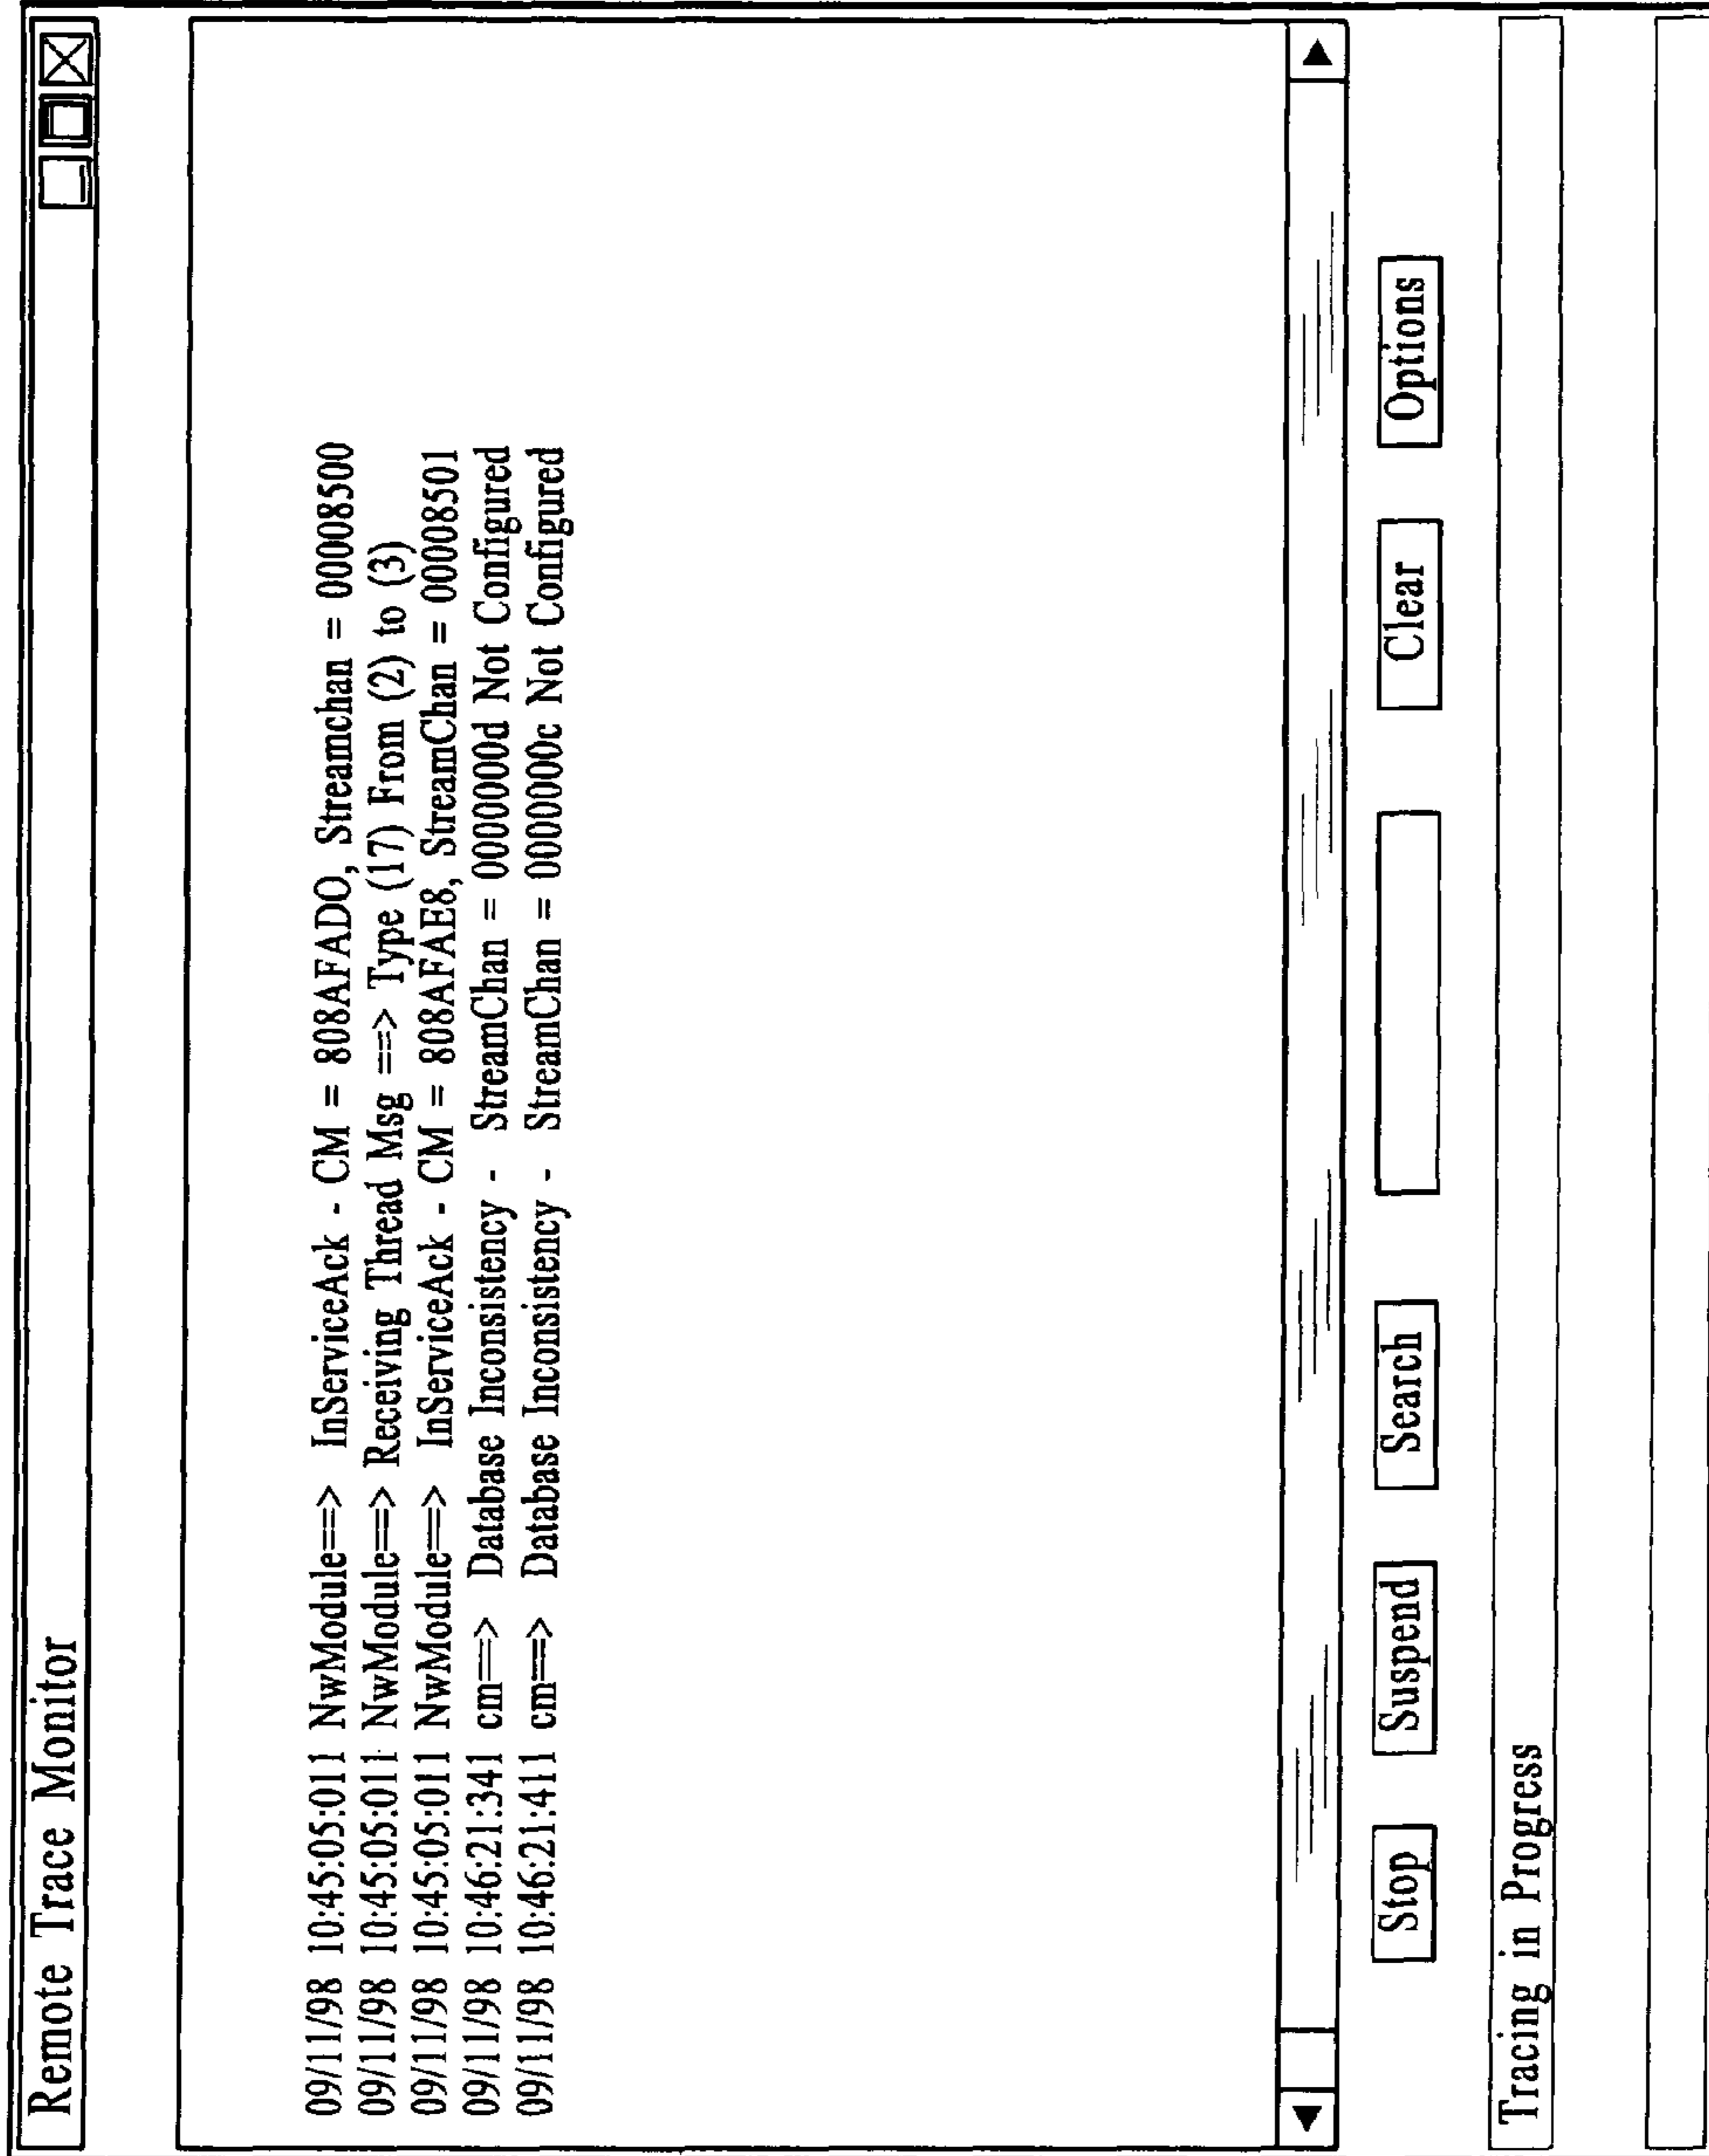 Remote Trace Monitor
09/11/98 10:45:05:011 NwModule==> InServiceAck - CM = 808AFADO, Streamchan = 00008500
09/11/98 10:45:05:011 NwModule==> Receiving Thread Msg ==> Type (17) From (2) to (3)
09/11/98 10:45:05:011 NwModule==> InServiceAck - CM = 808AFAE8, StreamChan = 00008501
09/11/98 10:46:21:341 cm==> Database Inconsistency - StreamChan = 0000000d Not Configured
09/11/98 10:46:21:411 cm==> Database Inconsistency - StreamChan = 0000000c Not Configured
Stop Suspend Search Clear Options
Tracing in Progress